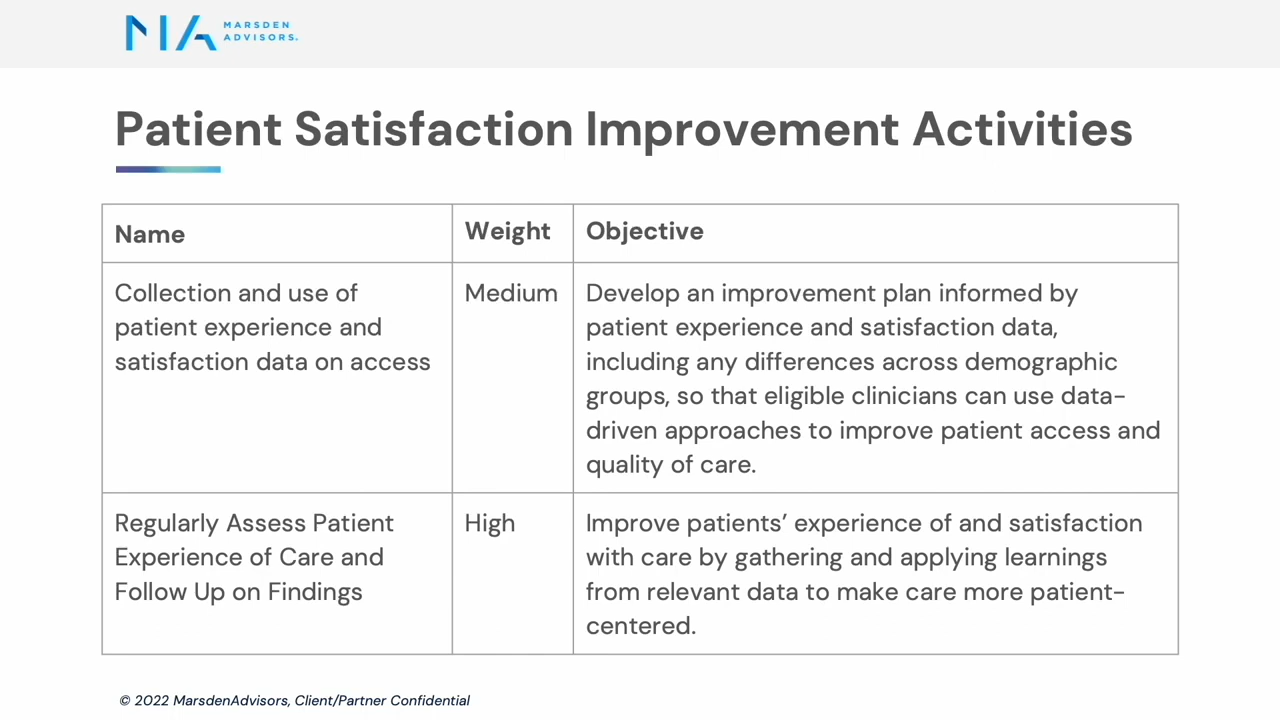 MARSDEN
ADVISORS.
Patient Satisfaction Improvement Activities
Name
Weight
Objective
Collection and use of
patient experience and
satisfaction data on access
Medium
Develop an improvement plan informed by
patient experience and satisfaction data,
including any differences across demographic
groups, so that eligible clinicians can use data-
driven approaches to improve patient access and
quality of care.
Regularly Assess Patient
Experience of Care and
Follow Up on Findings
High
Improve patients’ experience of and satisfaction
with care by gathering and applying learnings
from relevant data to make care more patient-
centered.
© 2022 MarsdenAdvisors, Client/Partner Confidential